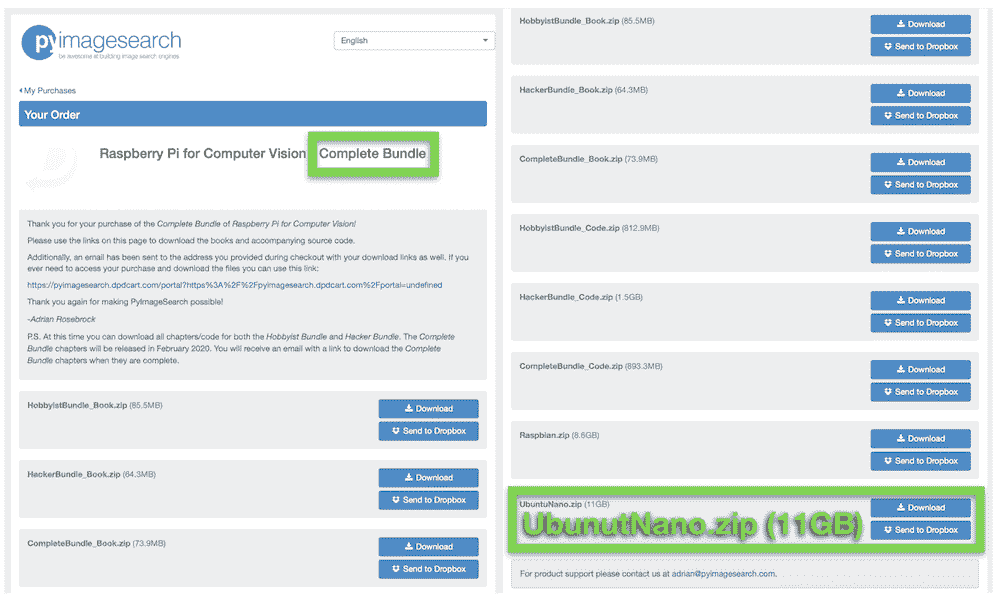 pyimagesearch
be awesome at building image search engines
English
My Purchases
Your Order
Raspberry Pi for Computer Vision Complete Bundle
Thank you for your purchase of the Complete Bundle of Raspberry Pi for Computer Vision!
Please use the links on this page to download the books and accompanying source code.
Additionally, an email has been sent to the address you provided during checkout with your download links as well. If you
ever need to access your purchase and download the files you can use this link:
https://pyimagesearch.dpdcart.com/portal?https%3A%2F%2Fpyimagesearch.dpdcart.com%2Fportal=undefined
Thank you again for making PyImageSearch possible!
-Adrian Rosebrock
P.S. At this time you can download all chapters/code for both the Hobbyist Bundle and Hacker Bundle. The Complete
Bundle chapters will be released in February 2020. You will receive an email with a link to download the Complete
Bundle chapters when they are complete.
HobbyistBundle_Book.zip (85.5MB)
Download
Send to Dropbox
HackerBundle_Book.zip (64.3MB)
Download
Send to Dropbox
CompleteBundle_Book.zip (73.9MB)
Download
Send to Dropbox
HobbyistBundle_Book.zip (85.5MB)
Download
Send to Dropbox
HackerBundle_Book.zip (64.3MB)
Download
Send to Dropbox
CompleteBundle_Book.zip (73.9MB)
Download
Send to Dropbox
HobbyistBundle_Code.zip (812.9MB)
Download
Send to Dropbox
HackerBundle_Code.zip (1.5GB)
Download
Send to Dropbox
CompleteBundle_Code.zip (893.3MB)
Download
Send to Dropbox
Raspbian.zip (8.6GB)
Download
Send to Dropbox
UbuntuNano.zip (11GB)
UbunutNano.zip (11GB)
Download
Send to Dropbox
For product support please contact us at adrian@pyimagesearch.com.